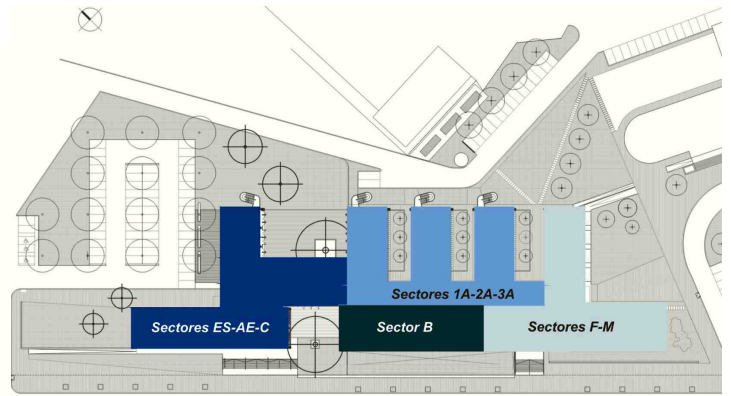 Sectores 1A-2A-3A
Sectores ES-AE-C
Sector B
Sectores F-M